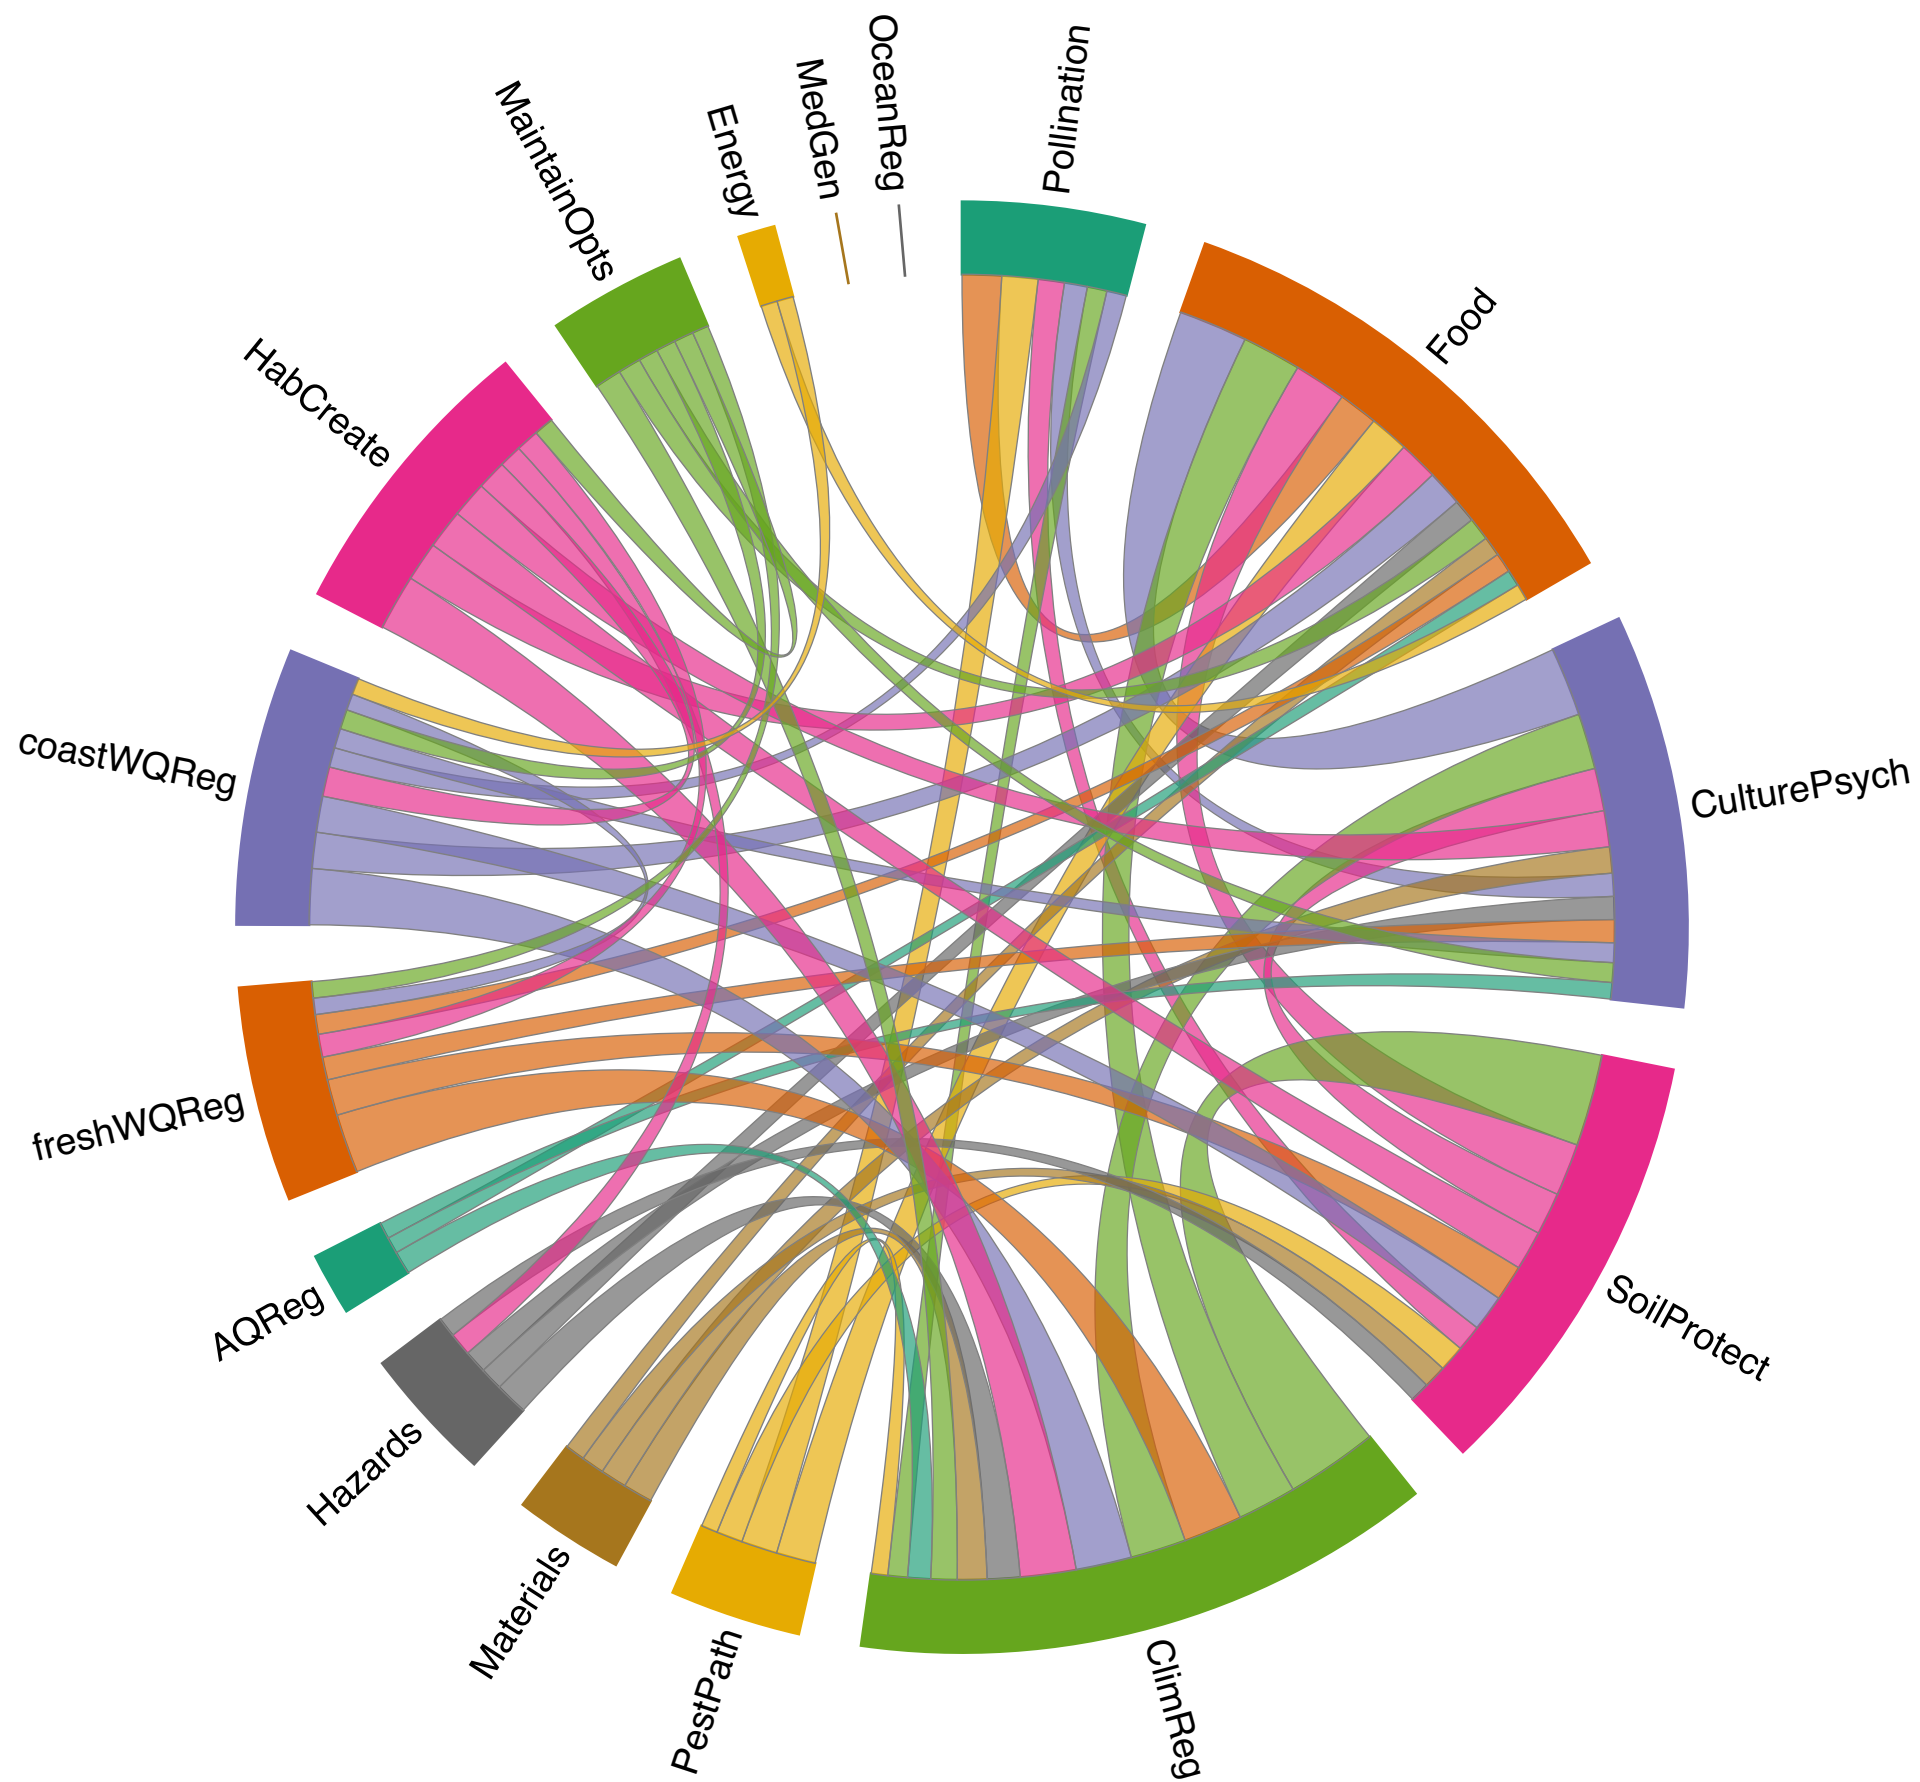 OceanReg
Pollination
MedGen
Energy
MaintainOpts
Food
HabCreate
coastWQReg
CulturePsych
freshWQReg
AQReg
SoilProtect
Hazards
Materials
PestPath
ClimReg